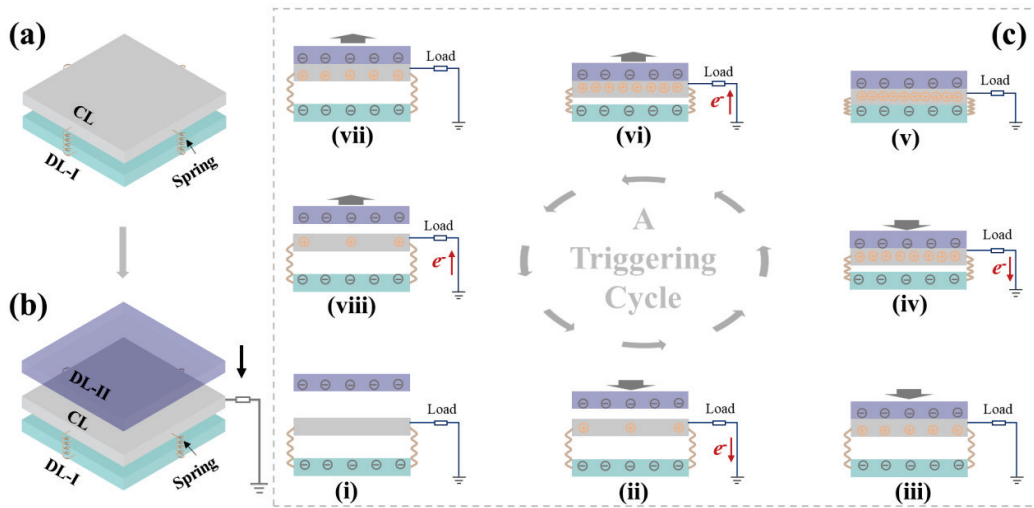 (a)
CL
DL-I
Spring
(b)
DL-II
CL
DL-I
Spring
(c)
Load
(vii)
Load
e⁻
(vi)
Load
(v)
Load
e⁻
(viii)
A
Triggering
Cycle
Load
e⁻
(iv)
Load
(i)
Load
e⁻
(ii)
Load
(iii)